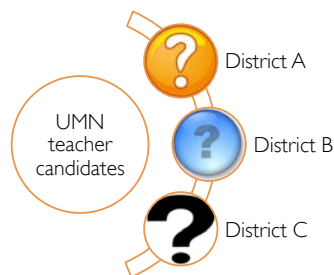 ?
District A
UMN
teacher
candidates
?
District B
?
District C